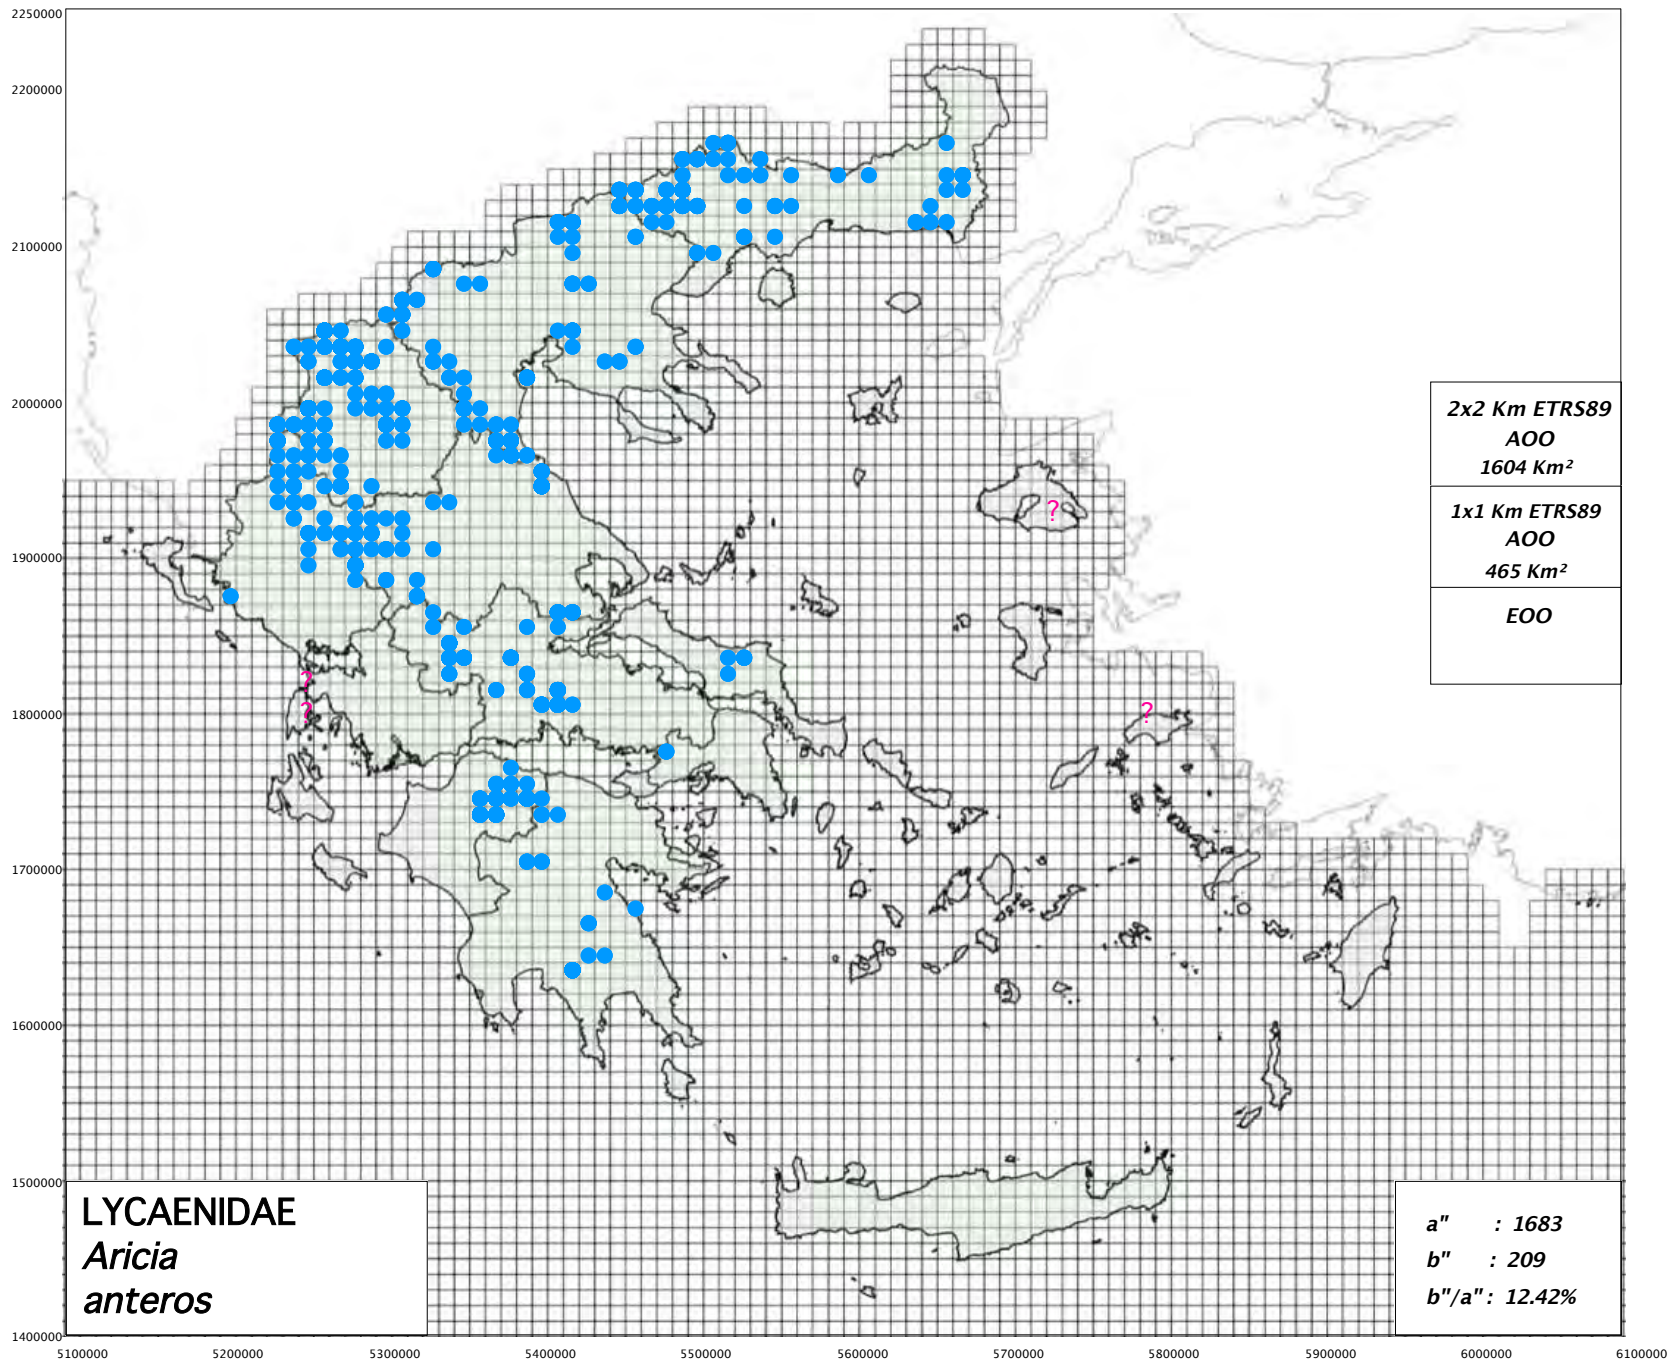 2250000
2200000
2100000
2000000
1900000
1800000
1700000
1600000
1500000
1400000
2x2 Km ETRS89
AOO
1604 Km²
1x1 Km ETRS89
AOO
465 Km²
EOO
?
?
?
?
LYCAENIDAE
Aricia
anteros
a" : 1683
b" : 209
b"/a" : 12.42%
5100000 5200000 5300000 5400000 5500000 5600000 5700000 5800000 5900000 6000000 6100000